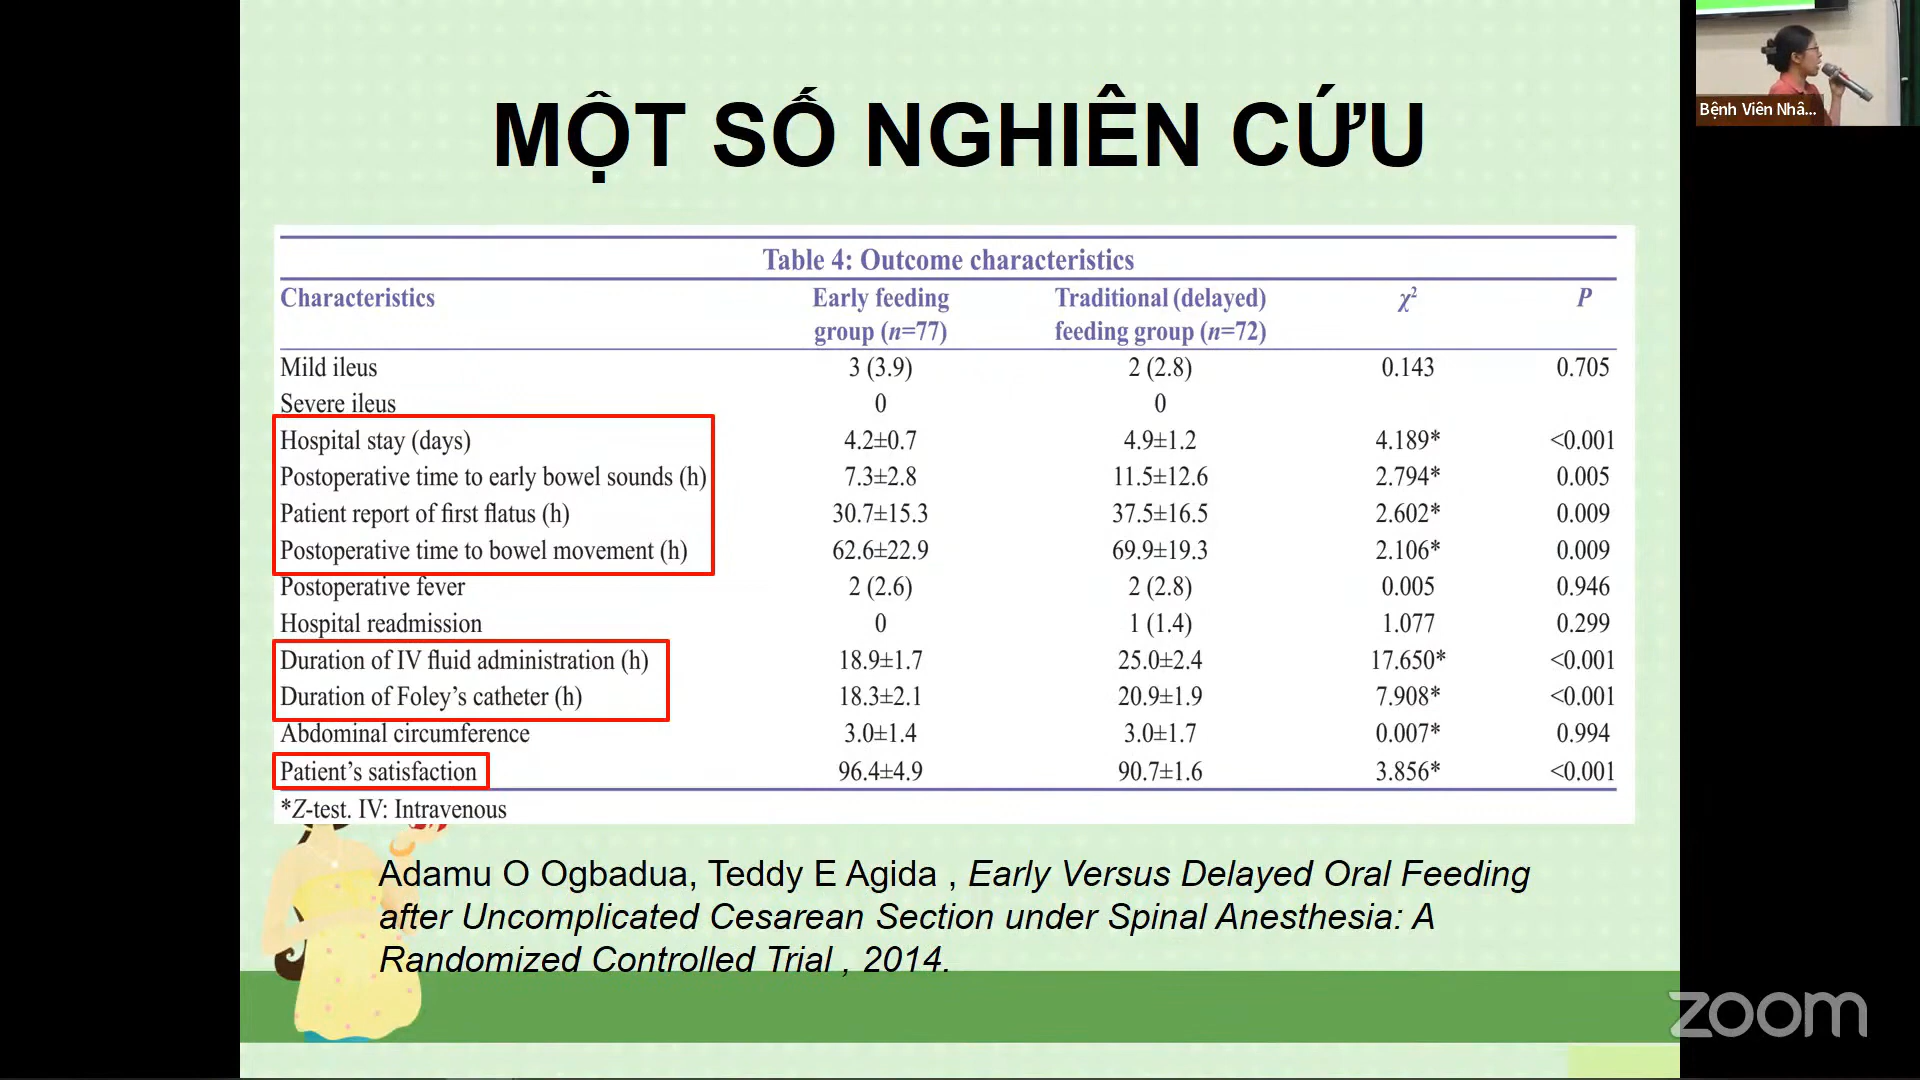 MỘT SỐ NGHIÊN CỨU
Bệnh Viên Nhâ...
Table 4: Outcome characteristics
Characteristics Early feeding group (n=77) Traditional (delayed) feeding group (n=72) χ² P
Mild ileus 3 (3.9) 2 (2.8) 0.143 0.705
Severe ileus 0 0
Hospital stay (days) 4.2±0.7 4.9±1.2 4.189* <0.001
Postoperative time to early bowel sounds (h) 7.3±2.8 11.5±12.6 2.794* 0.005
Patient report of first flatus (h) 30.7±15.3 37.5±16.5 2.602* 0.009
Postoperative time to bowel movement (h) 62.6±22.9 69.9±19.3 2.106* 0.009
Postoperative fever 2 (2.6) 2 (2.8) 0.005 0.946
Hospital readmission 0 1 (1.4) 1.077 0.299
Duration of IV fluid administration (h) 18.9±1.7 25.0±2.4 17.650* <0.001
Duration of Foley's catheter (h) 18.3±2.1 20.9±1.9 7.908* <0.001
Abdominal circumference 3.0±1.4 3.0±1.7 0.007* 0.994
Patient's satisfaction 96.4±4.9 90.7±1.6 3.856* <0.001
*Z-test. IV: Intravenous
Adamu O Ogbadua, Teddy E Agida , Early Versus Delayed Oral Feeding
after Uncomplicated Cesarean Section under Spinal Anesthesia: A
Randomized Controlled Trial , 2014.
zoom